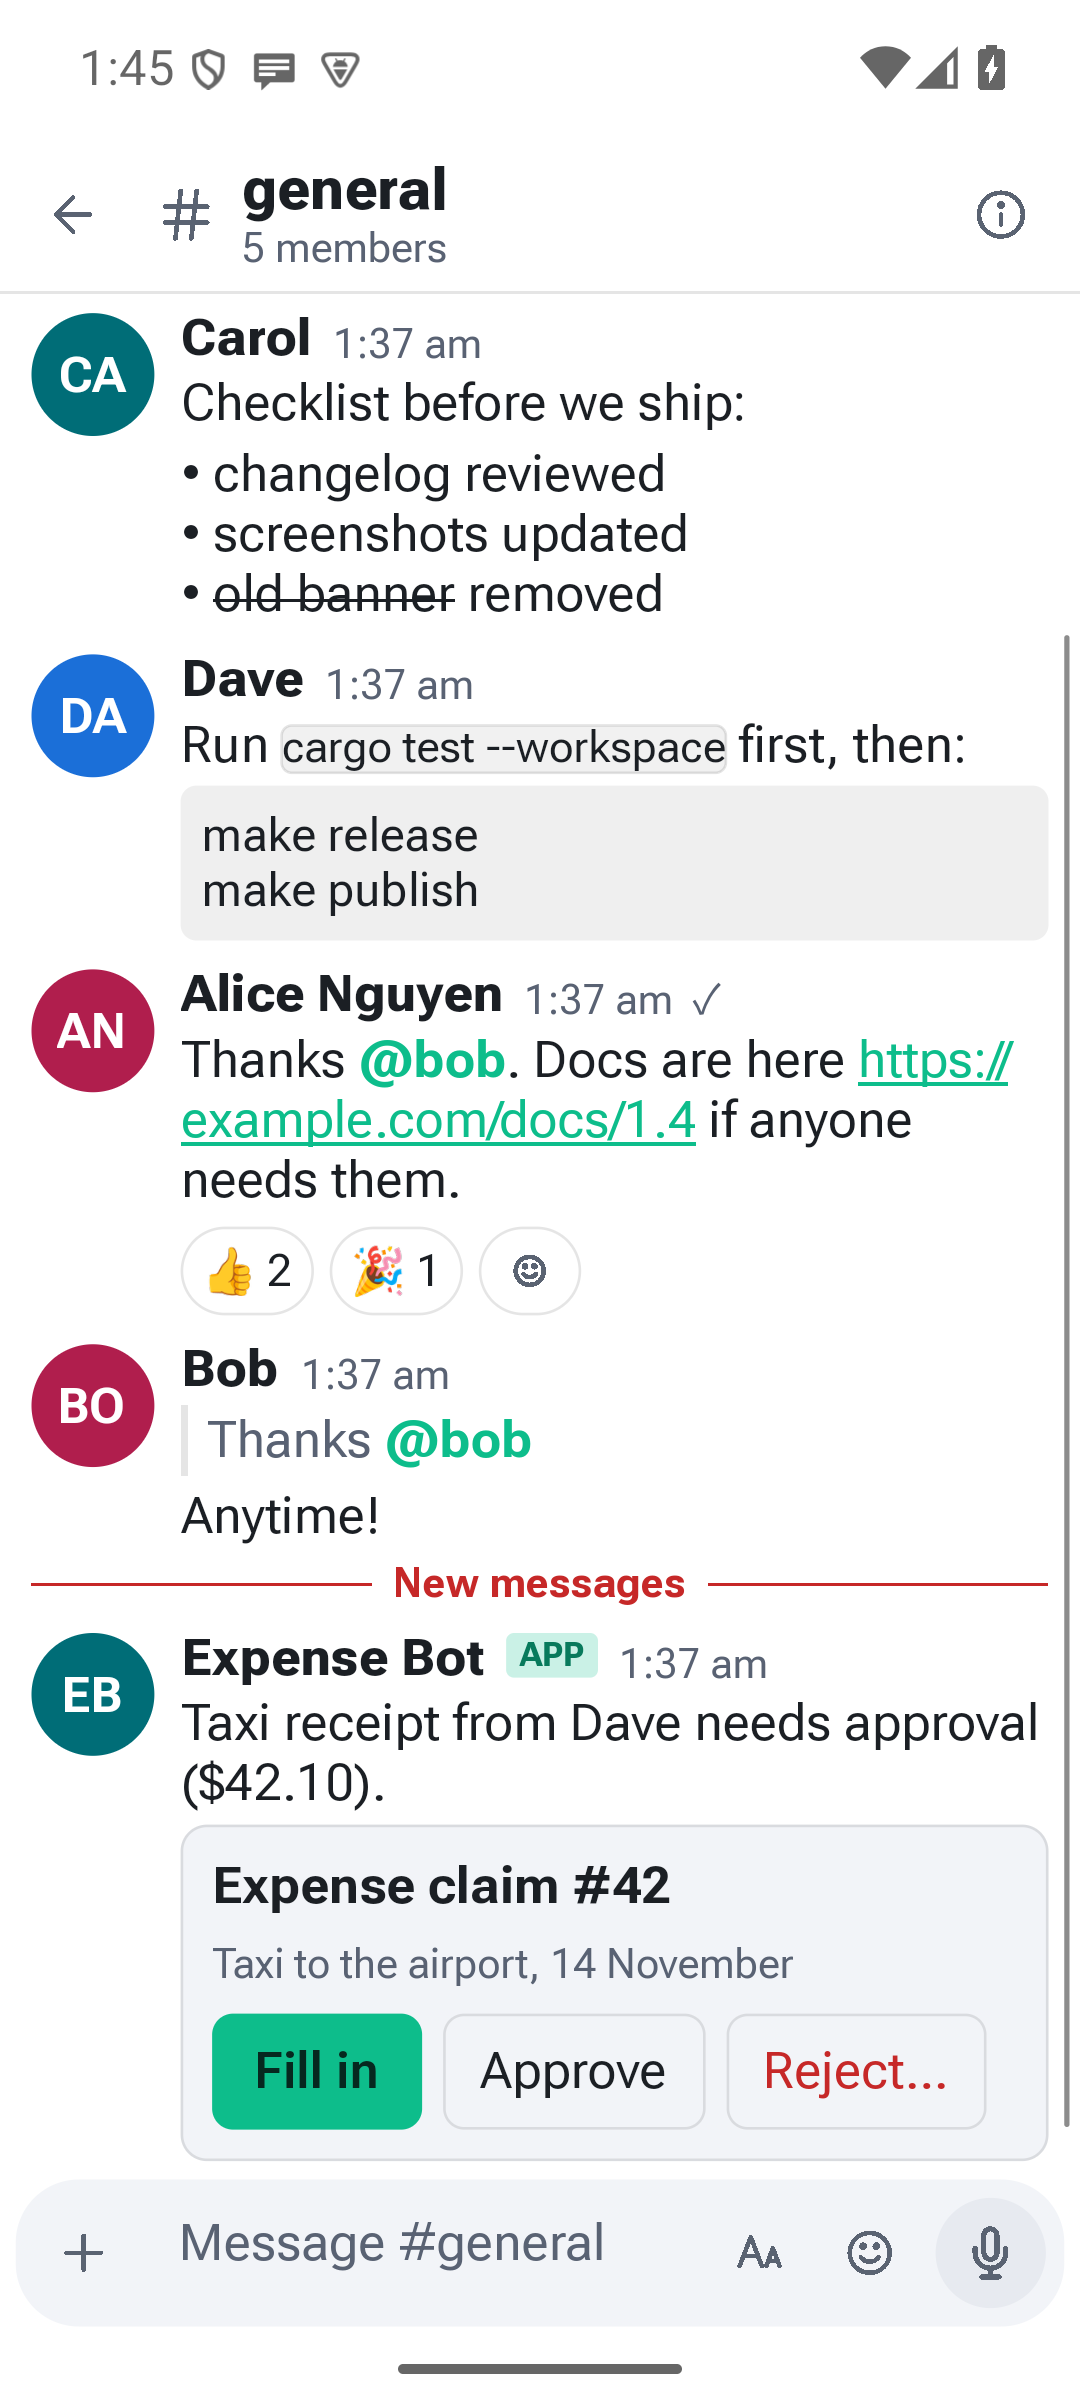 1:45
general
5 members
CA
Carol 1:37 am
Checklist before we ship:
• changelog reviewed
• screenshots updated
• old banner removed
DA
Dave 1:37 am
Run cargo test --workspace first, then:
make release
make publish
AN
Alice Nguyen 1:37 am ✓
Thanks @bob. Docs are here https://
example.com/docs/1.4 if anyone
needs them.
👍 2 🎉 1
BO
Bob 1:37 am
Thanks @bob
Anytime!
New messages
EB
Expense Bot APP 1:37 am
Taxi receipt from Dave needs approval
($42.10).
Expense claim #42
Taxi to the airport, 14 November
Fill in Approve Reject...
Message #general